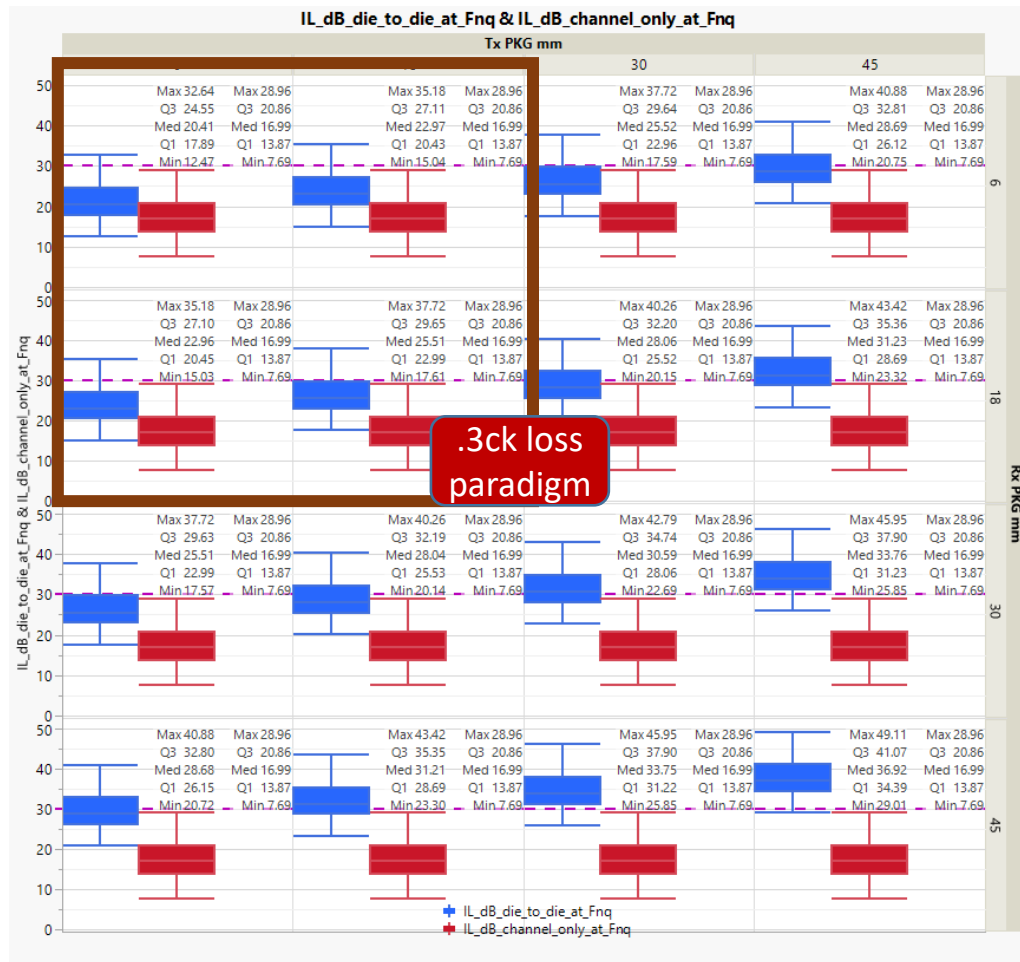 IL_dB_die_to_die_at_Fnq & IL_dB_channel_only_at_Fnq
Tx PKG mm
30 45
50 Max 32.64 Max 28.96 Max 35.18 Max 28.96 Max 37.72 Max 28.96 Max 40.88 Max 28.96
Q3 24.55 Q3 20.86 Q3 27.11 Q3 20.86 Q3 29.64 Q3 20.86 Q3 32.81 Q3 20.86
40 Med 20.41 Med 16.99 Med 22.97 Med 16.99 Med 25.52 Med 16.99 Med 28.69 Med 16.99
Q1 17.89 Q1 13.87 Q1 20.43 Q1 13.87 Q1 22.96 Q1 13.87 Q1 26.12 Q1 13.87
30 Min 12.47 Min 7.69 Min 15.04 Min 7.69 Min 17.59 Min 7.69 Min 20.75 Min 7.69
6
20
10
0
50 Max 35.18 Max 28.96 Max 37.72 Max 28.96 Max 40.26 Max 28.96 Max 43.42 Max 28.96
Q3 27.10 Q3 20.86 Q3 29.65 Q3 20.86 Q3 32.20 Q3 20.86 Q3 35.36 Q3 20.86
40 Med 22.96 Med 16.99 Med 25.51 Med 16.99 Med 28.06 Med 16.99 Med 31.23 Med 16.99
Q1 20.45 Q1 13.87 Q1 22.99 Q1 13.87 Q1 25.52 Q1 13.87 Q1 28.69 Q1 13.87
30 Min 15.03 Min 7.69 Min 17.61 Min 7.69 Min 20.15 Min 7.69 Min 23.32 Min 7.69
18
20
.3ck loss
paradigm
10
0
IL_dB_die_to_die_at_Fnq & IL_dB_channel_only_at_Fnq
Rx PKG mm
50 Max 37.72 Max 28.96 Max 40.26 Max 28.96 Max 42.79 Max 28.96 Max 45.95 Max 28.96
Q3 29.63 Q3 20.86 Q3 32.19 Q3 20.86 Q3 34.74 Q3 20.86 Q3 37.90 Q3 20.86
40 Med 25.51 Med 16.99 Med 28.04 Med 16.99 Med 30.59 Med 16.99 Med 33.76 Med 16.99
Q1 22.99 Q1 13.87 Q1 25.53 Q1 13.87 Q1 28.06 Q1 13.87 Q1 31.23 Q1 13.87
30 Min 17.57 Min 7.69 Min 20.14 Min 7.69 Min 22.69 Min 7.69 Min 25.85 Min 7.69
30
20
10
0
50 Max 40.88 Max 28.96 Max 43.42 Max 28.96 Max 45.95 Max 28.96 Max 49.11 Max 28.96
Q3 32.80 Q3 20.86 Q3 35.35 Q3 20.86 Q3 37.90 Q3 20.86 Q3 41.07 Q3 20.86
40 Med 28.68 Med 16.99 Med 31.21 Med 16.99 Med 33.75 Med 16.99 Med 36.92 Med 16.99
Q1 26.15 Q1 13.87 Q1 28.69 Q1 13.87 Q1 31.22 Q1 13.87 Q1 34.39 Q1 13.87
30 Min 20.72 Min 7.69 Min 23.30 Min 7.69 Min 25.85 Min 7.69 Min 29.01 Min 7.69
45
20
10
0
IL_dB_die_to_die_at_Fnq
IL_dB_channel_only_at_Fnq